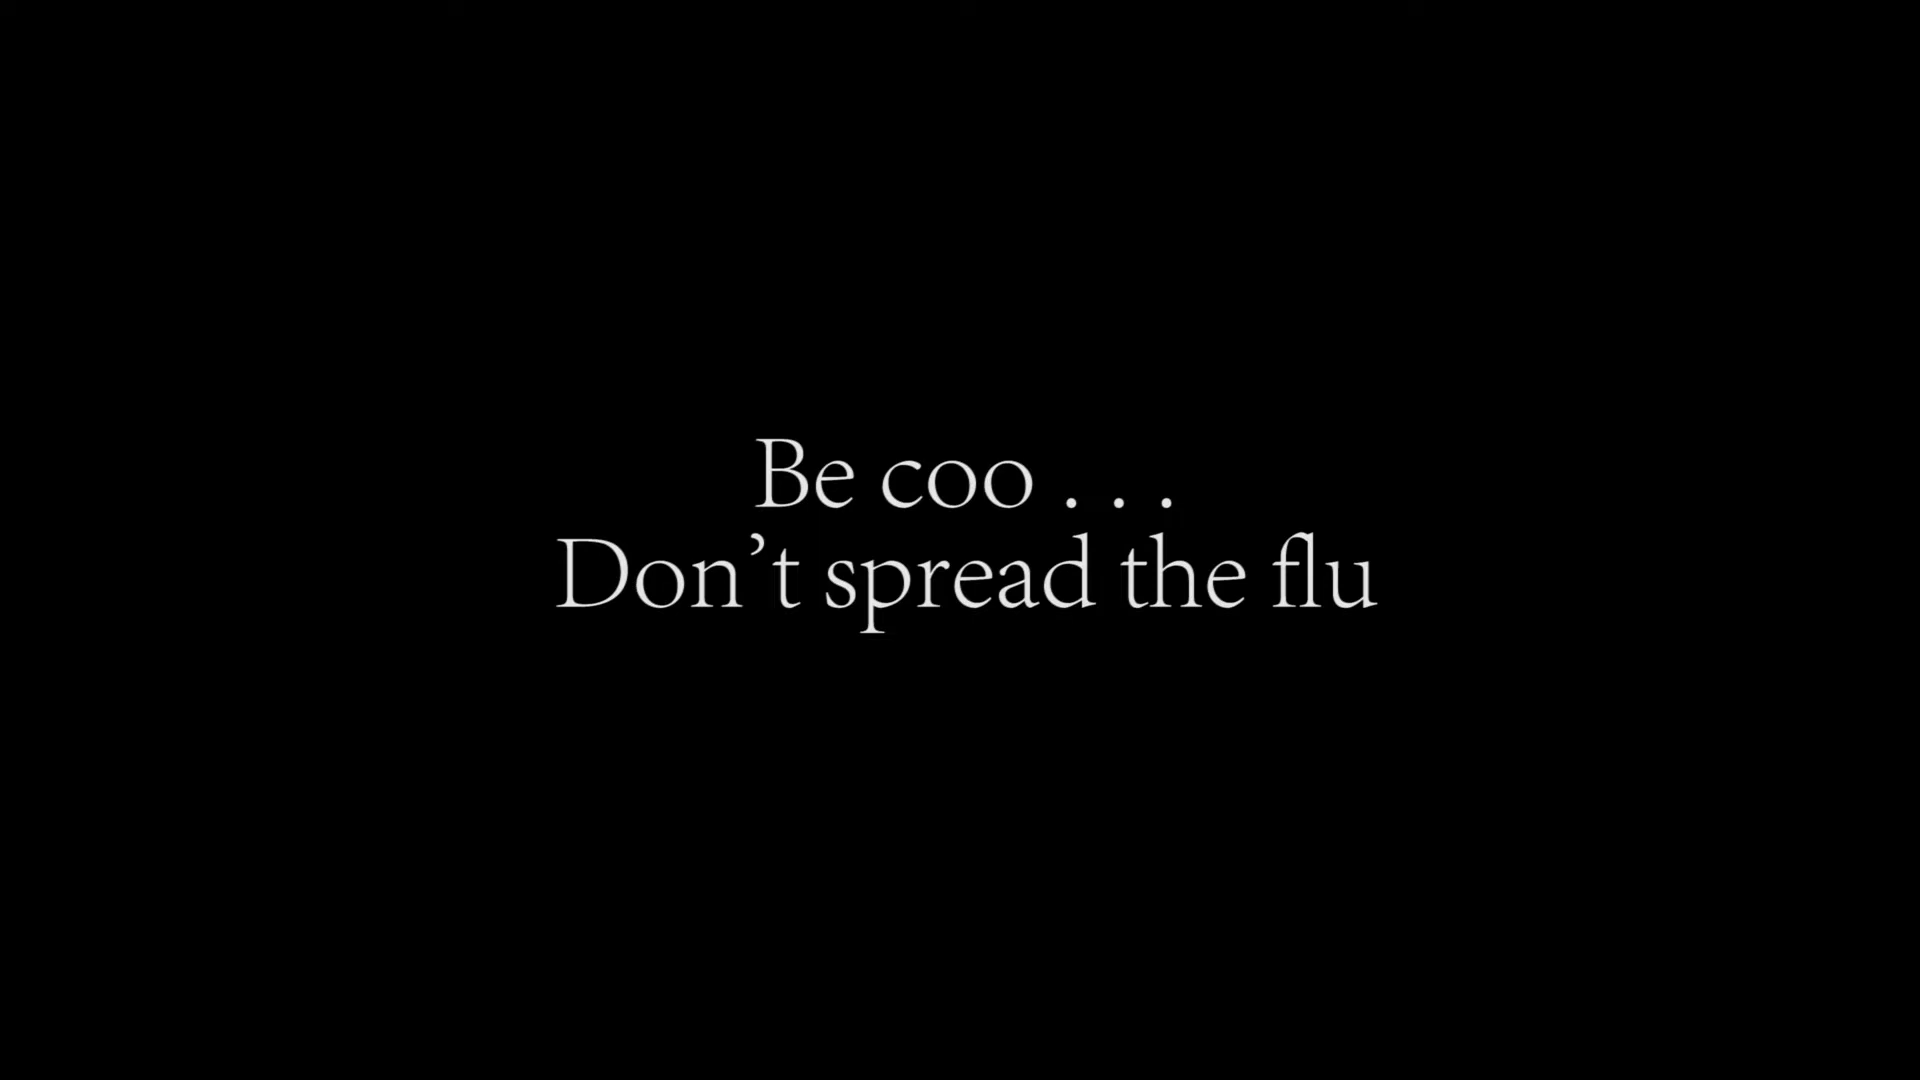 Be coo . . .
Don’t spread the flu